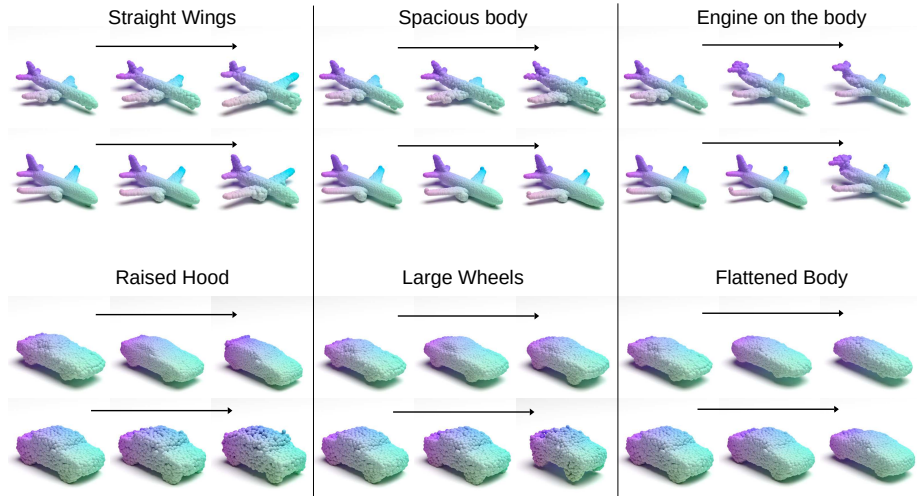 Straight Wings
Spacious body
Engine on the body
Raised Hood
Large Wheels
Flattened Body